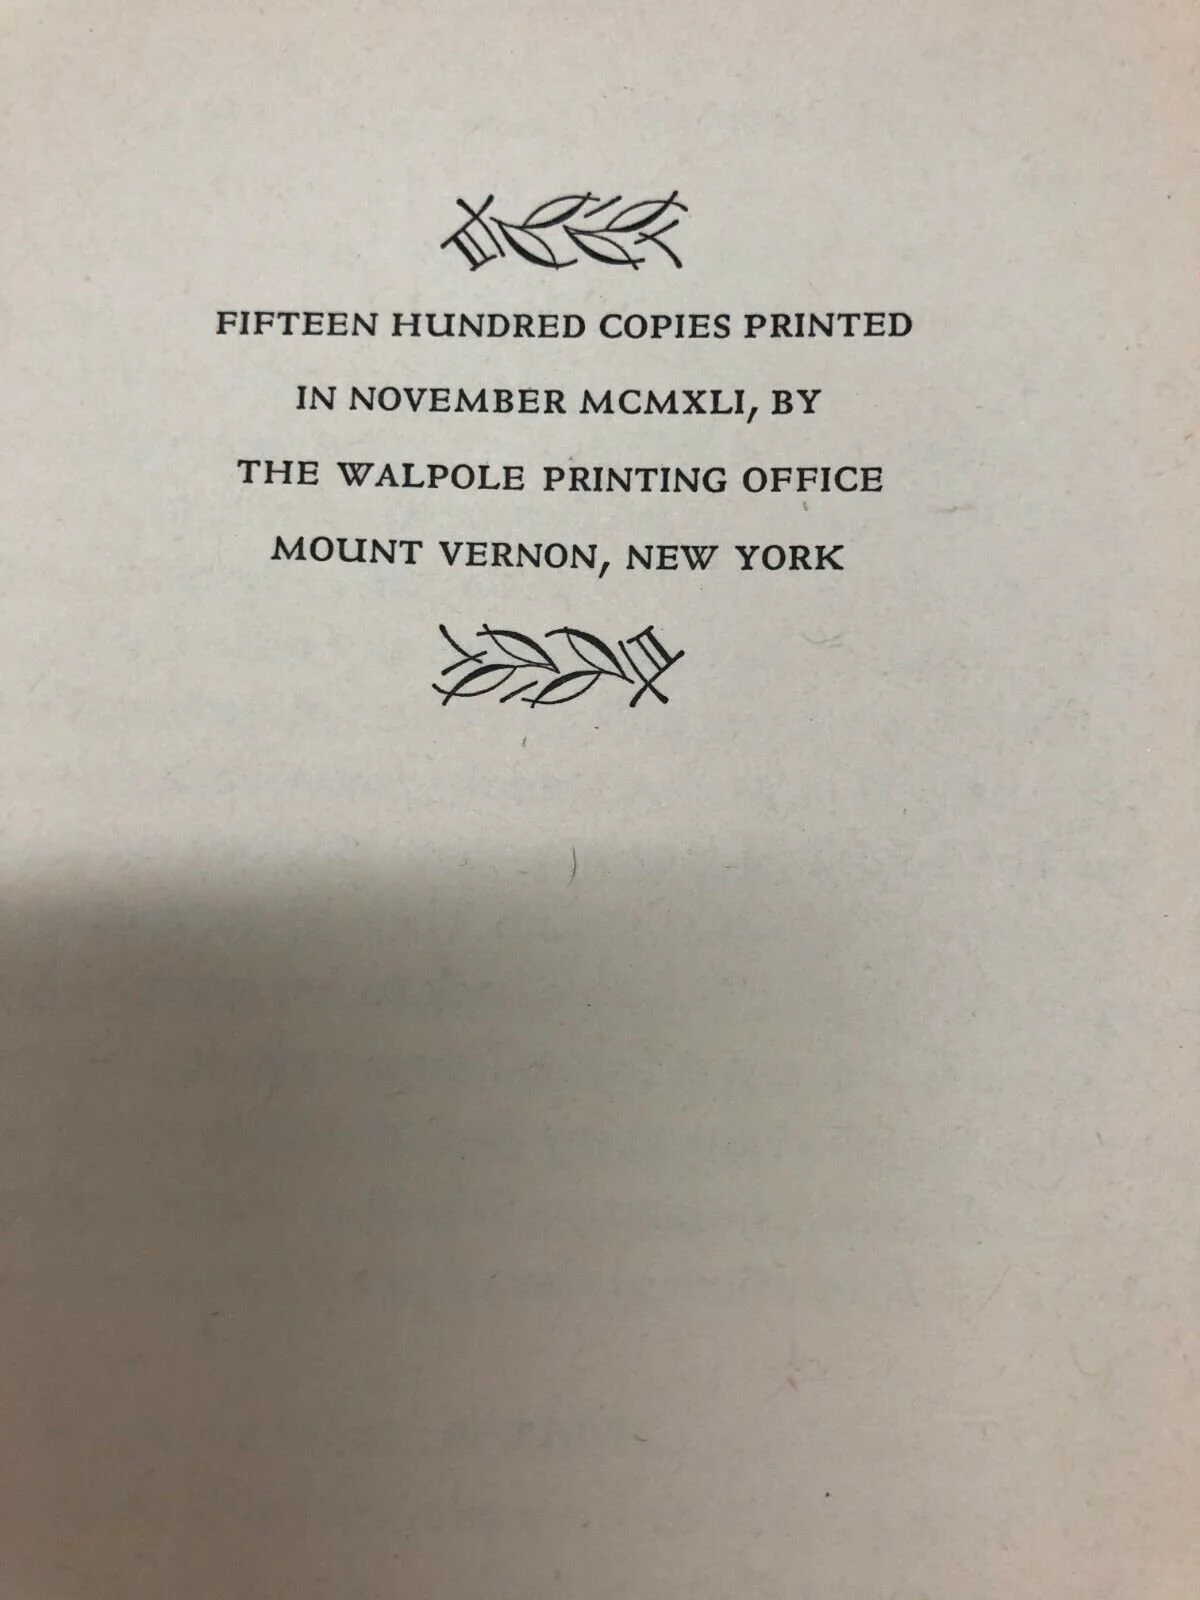 FIFTEEN HUNDRED COPIES PRINTED
IN NOVEMBER MCMXLI, BY
THE WALPOLE PRINTING OFFICE
MOUNT VERNON, NEW YORK